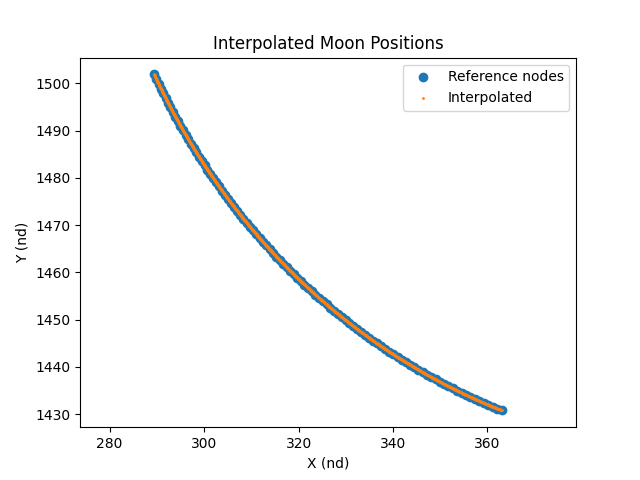 Interpolated Moon Positions
Reference nodes
Interpolated
Y (nd)
1500
1490
1480
1470
1460
1450
1440
1430
280 300 320 340 360
X (nd)